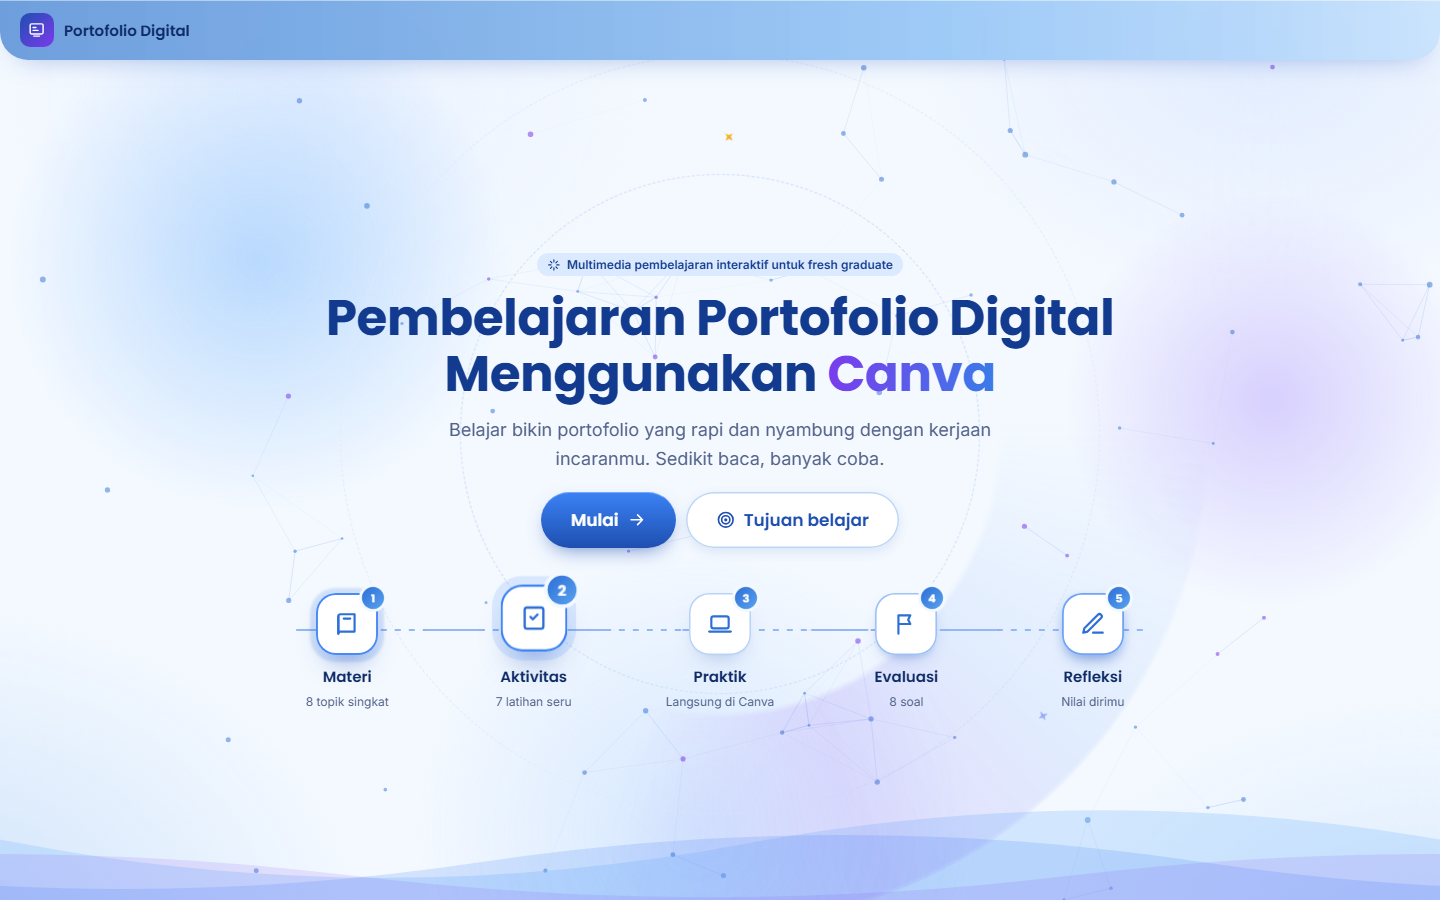 Portofolio Digital
Multimedia pembelajaran interaktif untuk fresh graduate
Pembelajaran Portofolio Digital
Menggunakan Canva
Belajar bikin portofolio yang rapi dan nyambung dengan kerjaan
incaranmu. Sedikit baca, banyak coba.
Mulai
Tujuan belajar
1
Materi
8 topik singkat
2
Aktivitas
7 latihan seru
3
Praktik
Langsung di Canva
4
Evaluasi
8 soal
5
Refleksi
Nilai dirimu